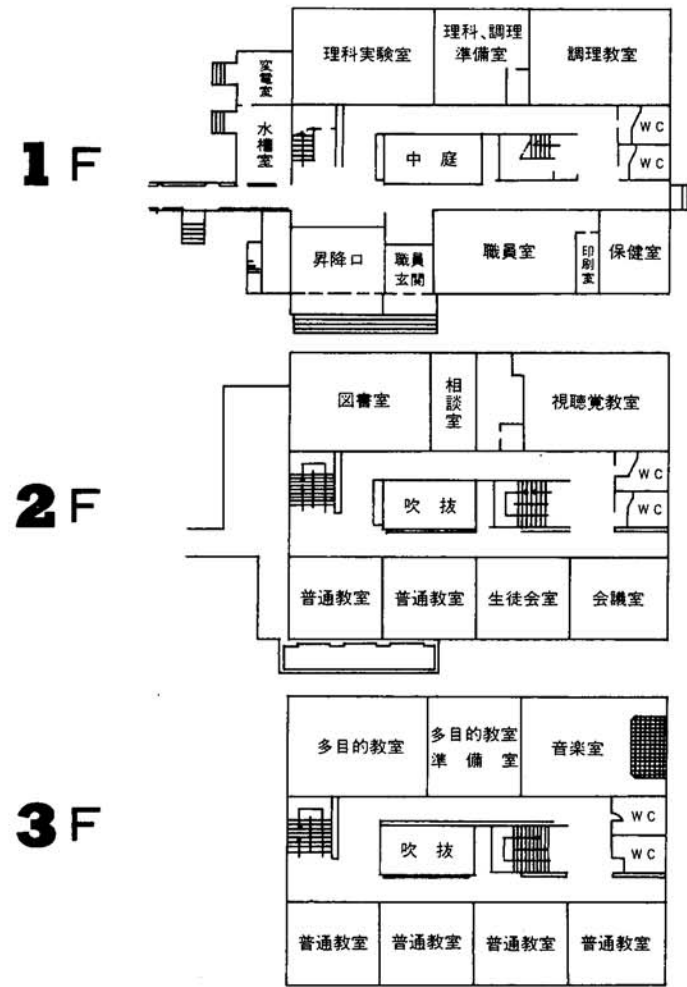 1F
理科実験室
理科、調理
準備室
調理教室
変電室
水槽室
中庭
WC
WC
昇降口
職員
玄関
職員室
印刷室
保健室
2F
図書室
相談室
視聴覚教室
吹抜
WC
WC
普通教室
普通教室
生徒会室
会議室
3F
多目的教室
多目的教室
準備室
音楽室
吹抜
WC
WC
普通教室
普通教室
普通教室
普通教室